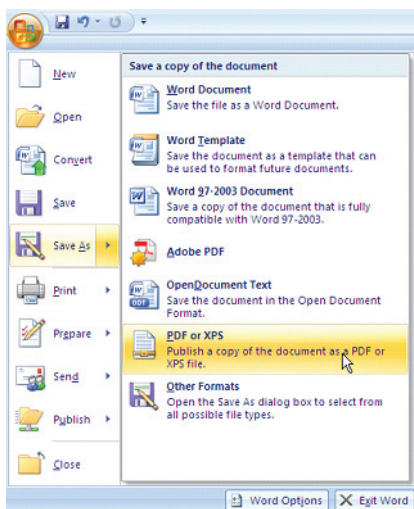 New
Open
Convert
Save
Save As
Print
Prepare
Send
Publish
Close
Save a copy of the document
Word Document
Save the file as a Word Document.
Word Template
Save the document as a template that can
be used to format future documents.
Word 97-2003 Document
Save a copy of the document that is fully
compatible with Word 97-2003.
Adobe PDF
OpenDocument Text
Save the document in the Open Document
Format.
PDF or XPS
Publish a copy of the document as a PDF or
XPS file.
Other Formats
Open the Save As dialog box to select from
all possible file types.
Word Options
Exit Word